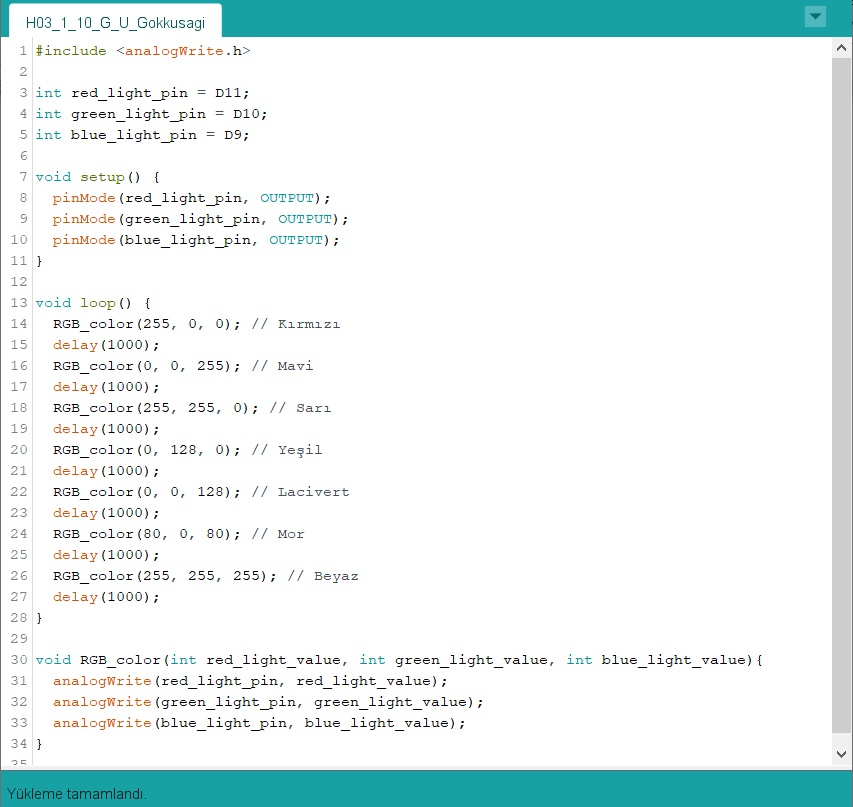 H03_1_10_G_U_Gokkusagi
1 #include <analogWrite.h>
2
3 int red_light_pin = D11;
4 int green_light_pin = D10;
5 int blue_light_pin = D9;
6
7 void setup() {
8   pinMode(red_light_pin, OUTPUT);
9   pinMode(green_light_pin, OUTPUT);
10   pinMode(blue_light_pin, OUTPUT);
11 }
12
13 void loop() {
14   RGB_color(255, 0, 0); // Kırmızı
15   delay(1000);
16   RGB_color(0, 0, 255); // Mavi
17   delay(1000);
18   RGB_color(255, 255, 0); // Sarı
19   delay(1000);
20   RGB_color(0, 128, 0); // Yeşil
21   delay(1000);
22   RGB_color(0, 0, 128); // Lacivert
23   delay(1000);
24   RGB_color(80, 0, 80); // Mor
25   delay(1000);
26   RGB_color(255, 255, 255); // Beyaz
27   delay(1000);
28 }
29
30 void RGB_color(int red_light_value, int green_light_value, int blue_light_value){
31   analogWrite(red_light_pin, red_light_value);
32   analogWrite(green_light_pin, green_light_value);
33   analogWrite(blue_light_pin, blue_light_value);
34 }
35
Yükleme tamamlandı.